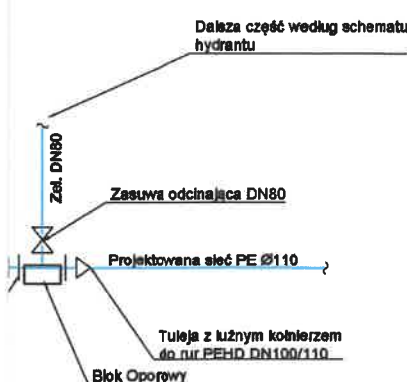 Dalsza część według schematu
hydrantu
Żel. DN80
Zasuwa odcinająca DN80
Projektowana sieć PE Ø110
Tuleja z luźnym kołnierzem
do rur PEHD DN100/110
Blok Oporowy